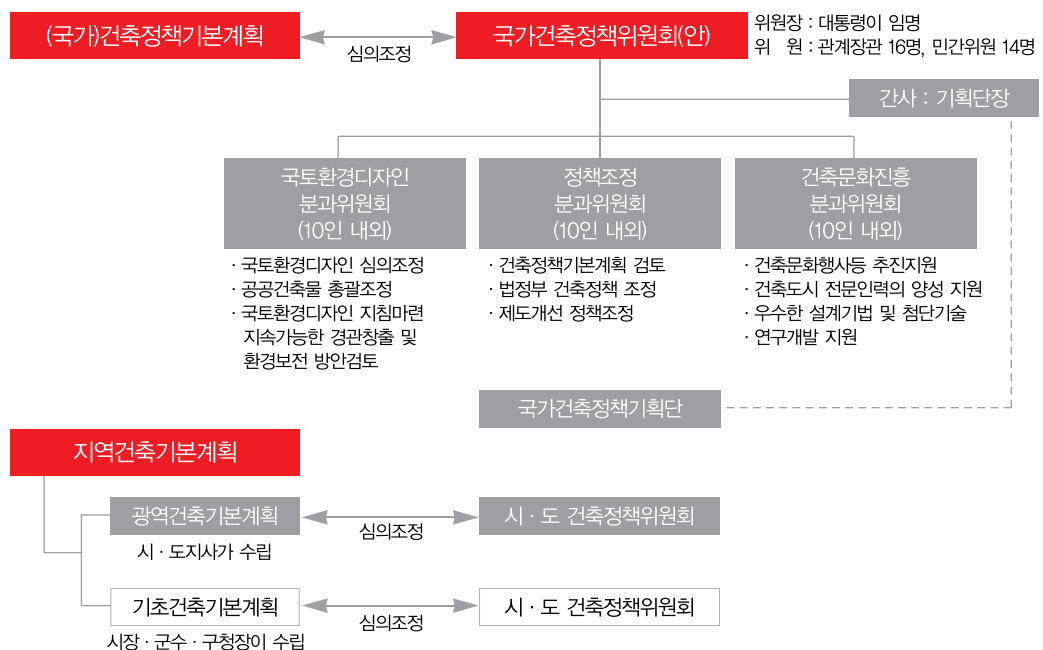 (국가)건축정책기본계획
심의조정
국가건축정책위원회(안)
위원장 : 대통령이 임명
위 원 : 관계장관 16명, 민간위원 14명
간사 : 기획단장
국토환경디자인
분과위원회
(10인 내외)
· 국토환경디자인 심의조정
· 공공건축물 총괄조정
· 국토환경디자인 지침마련
지속가능한 경관창출 및
환경보전 방안검토
정책조정
분과위원회
(10인 내외)
· 건축정책기본계획 검토
· 법정부 건축정책 조정
· 제도개선 정책조정
건축문화진흥
분과위원회
(10인 내외)
· 건축문화행사등 추진지원
· 건축도시 전문인력의 양성 지원
· 우수한 설계기법 및 첨단기술
· 연구개발 지원
국가건축정책기획단
지역건축기본계획
광역건축기본계획
시 · 도지사가 수립
심의조정
시 · 도 건축정책위원회
기초건축기본계획
시장 · 군수 · 구청장이 수립
심의조정
시 · 도 건축정책위원회